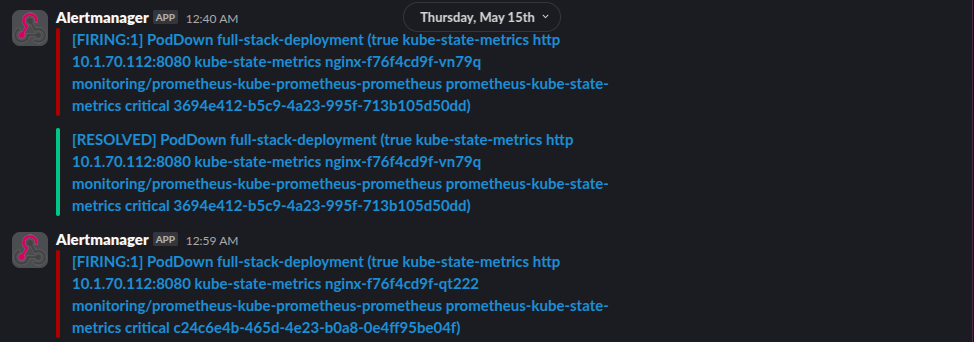 Thursday, May 15th
Alertmanager APP 12:40 AM
[FIRING:1] PodDown full-stack-deployment (true kube-state-metrics http
10.1.70.112:8080 kube-state-metrics nginx-f76f4cd9f-vn79q
monitoring/prometheus-kube-prometheus-prometheus prometheus-kube-state-
metrics critical 3694e412-b5c9-4a23-995f-713b105d50dd)
[RESOLVED] PodDown full-stack-deployment (true kube-state-metrics http
10.1.70.112:8080 kube-state-metrics nginx-f76f4cd9f-vn79q
monitoring/prometheus-kube-prometheus-prometheus prometheus-kube-state-
metrics critical 3694e412-b5c9-4a23-995f-713b105d50dd)
Alertmanager APP 12:59 AM
[FIRING:1] PodDown full-stack-deployment (true kube-state-metrics http
10.1.70.112:8080 kube-state-metrics nginx-f76f4cd9f-qt222
monitoring/prometheus-kube-prometheus-prometheus prometheus-kube-state-
metrics critical c24c6e4b-465d-4e23-b0a8-0e4ff95be04f)